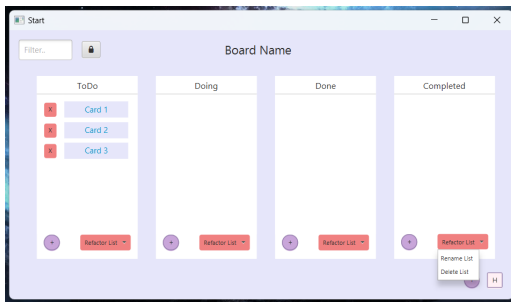 Start
Filter..
Board Name
ToDo
Doing
Done
Completed
X Card 1
X Card 2
X Card 3
+ Refactor List
+ Refactor List
+ Refactor List
+ Refactor List
Rename List
Delete List
H